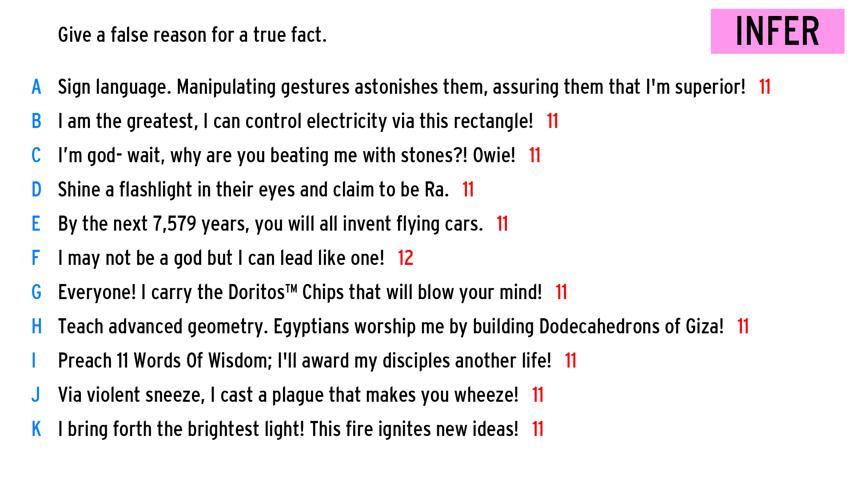 Give a false reason for a true fact.
INFER
A Sign language. Manipulating gestures astonishes them, assuring them that I'm superior! 11
B I am the greatest, I can control electricity via this rectangle! 11
C I’m god- wait, why are you beating me with stones?! Owie! 11
D Shine a flashlight in their eyes and claim to be Ra. 11
E By the next 7,579 years, you will all invent flying cars. 11
F I may not be a god but I can lead like one! 12
G Everyone! I carry the Doritos™ Chips that will blow your mind! 11
H Teach advanced geometry. Egyptians worship me by building Dodecahedrons of Giza! 11
I Preach 11 Words Of Wisdom; I'll award my disciples another life! 11
J Via violent sneeze, I cast a plague that makes you wheeze! 11
K I bring forth the brightest light! This fire ignites new ideas! 11